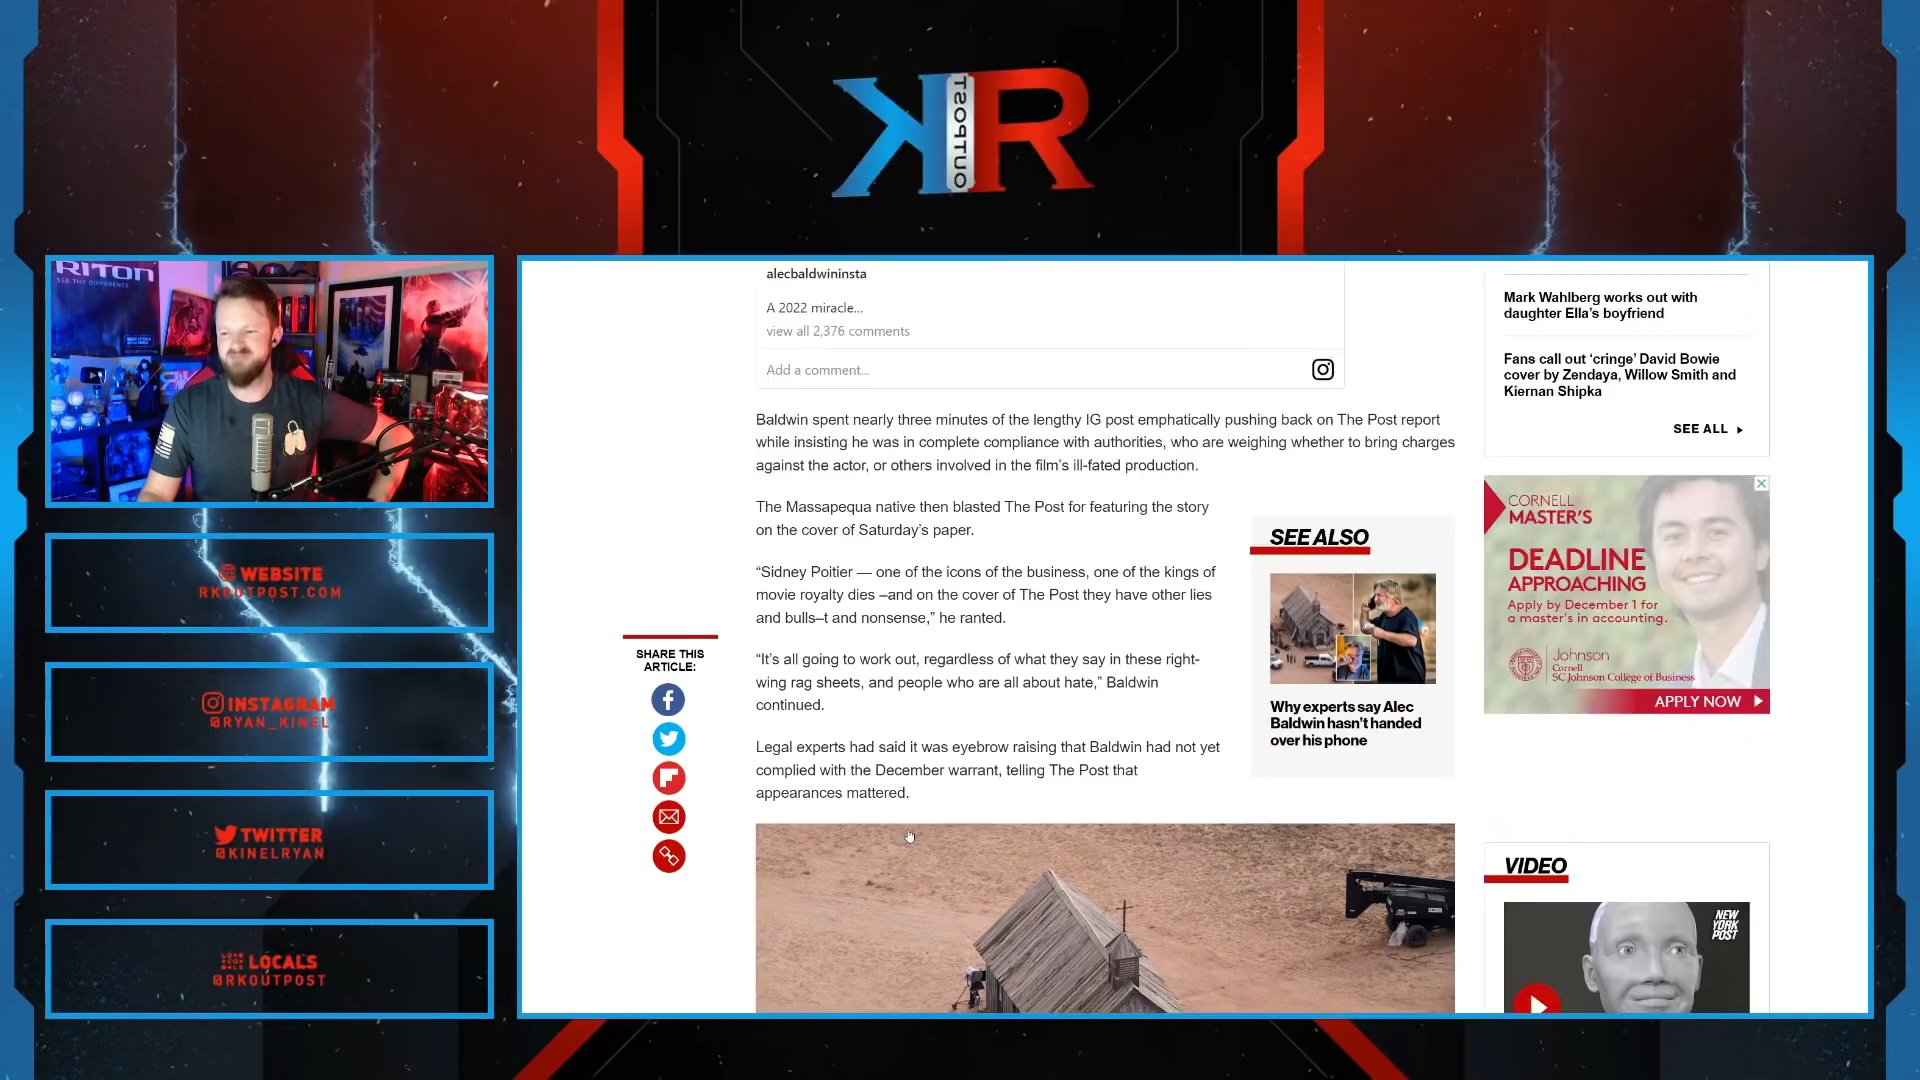 K OUTPOST R
RITON
SEE THE DIFFERENCE
WEBSITE
RKOUTPOST.COM
INSTAGRAM
@RYAN_KINEL
TWITTER
@KINELRYAN
LOCALS
@RKOUTPOST
alecbaldwininsta
A 2022 miracle...
view all 2,376 comments
Add a comment...
Baldwin spent nearly three minutes of the lengthy IG post emphatically pushing back on The Post report
while insisting he was in complete compliance with authorities, who are weighing whether to bring charges
against the actor, or others involved in the film’s ill-fated production.
The Massapequa native then blasted The Post for featuring the story
on the cover of Saturday’s paper.
“Sidney Poitier — one of the icons of the business, one of the kings of
movie royalty dies –and on the cover of The Post they have other lies
and bulls–t and nonsense,” he ranted.
“It’s all going to work out, regardless of what they say in these right-
wing rag sheets, and people who are all about hate,” Baldwin
continued.
Legal experts had said it was eyebrow raising that Baldwin had not yet
complied with the December warrant, telling The Post that
appearances mattered.
SHARE THIS
ARTICLE:
SEE ALSO
Why experts say Alec
Baldwin hasn’t handed
over his phone
Mark Wahlberg works out with
daughter Ella’s boyfriend
Fans call out ‘cringe’ David Bowie
cover by Zendaya, Willow Smith and
Kiernan Shipka
SEE ALL
CORNELL
MASTER’S
DEADLINE
APPROACHING
Apply by December 1 for
a master’s in accounting.
Johnson
Cornell
SC Johnson College of Business
APPLY NOW
VIDEO
NEW
YORK
POST